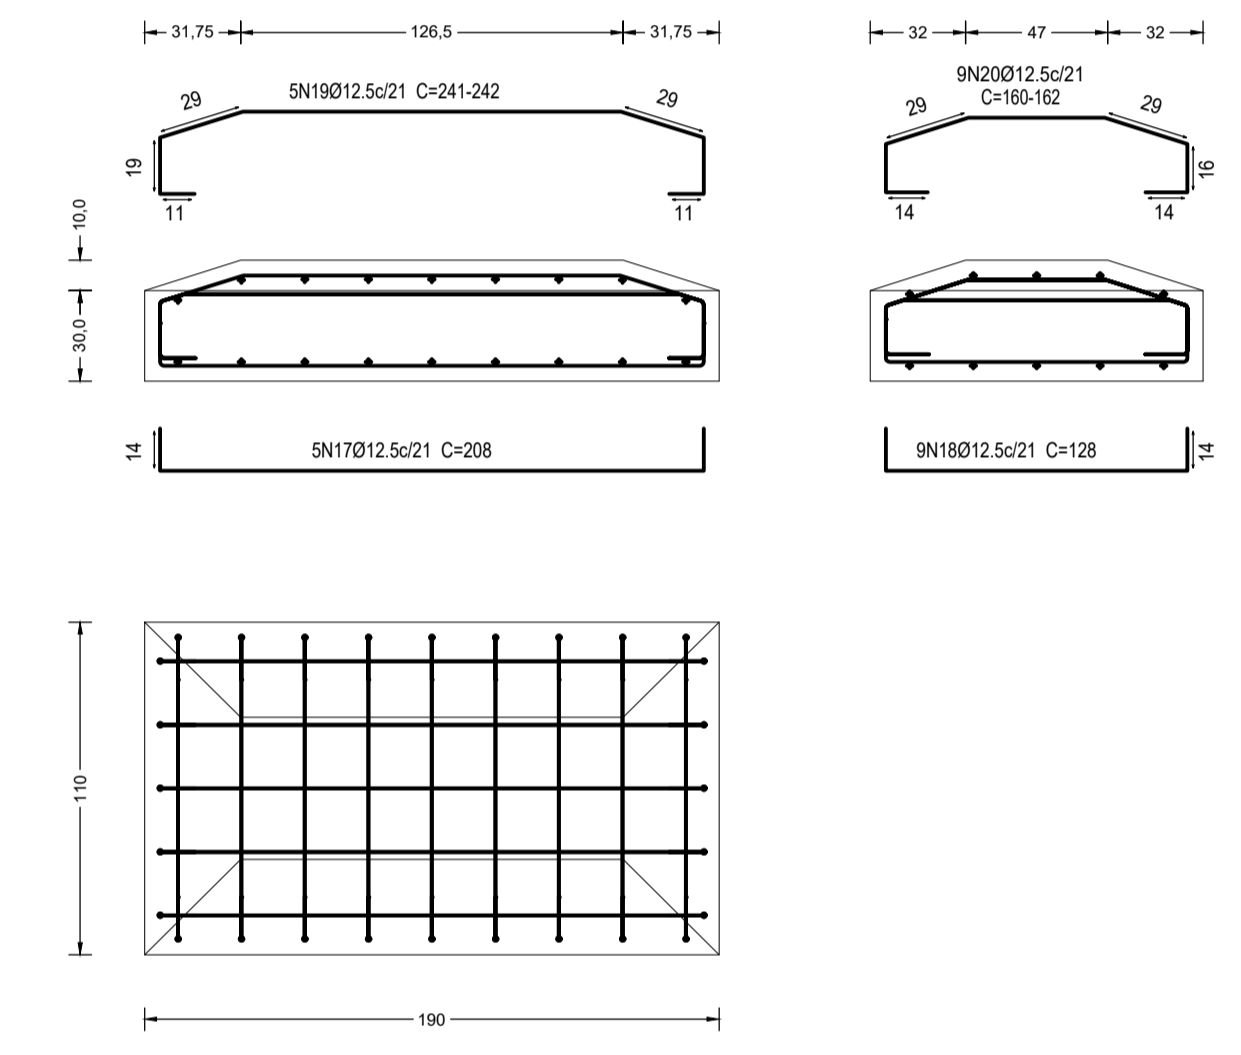 31,75 126,5 31,75
32 47 32
5N19Ø12.5c/21 C=241-242
29 29
19
11 11
9N20Ø12.5c/21
C=160-162
29 29
16
14 14
10,0
30,0
14
5N17Ø12.5c/21 C=208
9N18Ø12.5c/21 C=128
14
110
190